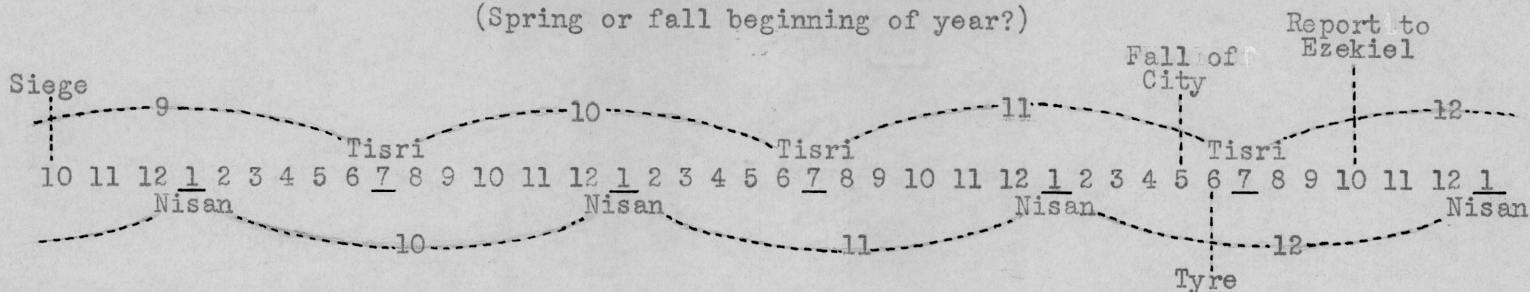 (Spring or fall beginning of year?)
Report to
Ezekiel
Fall of
City
Siege
9 10 11 12
Tisri Tisri Tisri
10 11 12 1 2 3 4 5 6 7 8 9 10 11 12 1 2 3 4 5 6 7 8 9 10 11 12 1 2 3 4 5 6 7 8 9 10 11 12 1
Nisan Nisan Nisan Nisan
10 11 12
Tyre